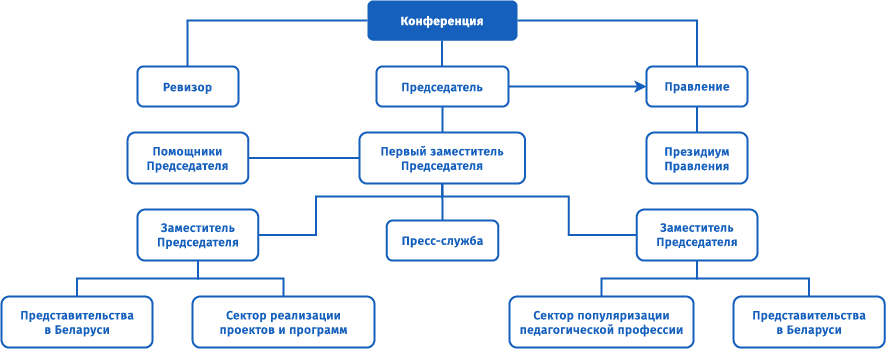 Конференция
Ревизор
Председатель
Правление
Помощники
Председателя
Первый заместитель
Председателя
Президиум
Правления
Заместитель
Председателя
Пресс-служба
Заместитель
Председателя
Представительства
в Беларуси
Сектор реализации
проектов и программ
Сектор популяризации
педагогической профессии
Представительства
в Беларуси